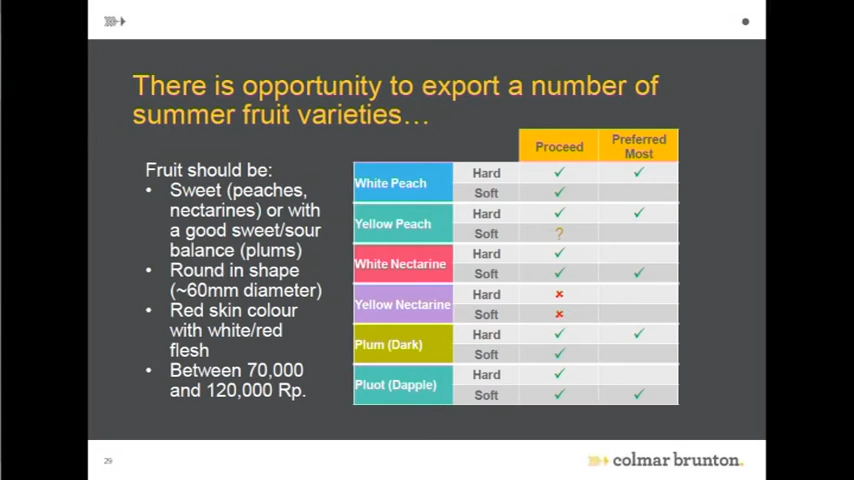 There is opportunity to export a number of
summer fruit varieties…
Fruit should be:
• Sweet (peaches,
nectarines) or with
a good sweet/sour
balance (plums)
• Round in shape
(~60mm diameter)
• Red skin colour
with white/red
flesh
• Between 70,000
and 120,000 Rp.
Proceed Preferred
Most
White Peach Hard ✓ ✓
Soft ✓
Yellow Peach Hard ✓ ✓
Soft ?
White Nectarine Hard ✓
Soft ✓ ✓
Yellow Nectarine Hard ×
Soft ×
Plum (Dark) Hard ✓ ✓
Soft ✓
Pluot (Dapple) Hard ✓
Soft ✓ ✓
29
colmar brunton.